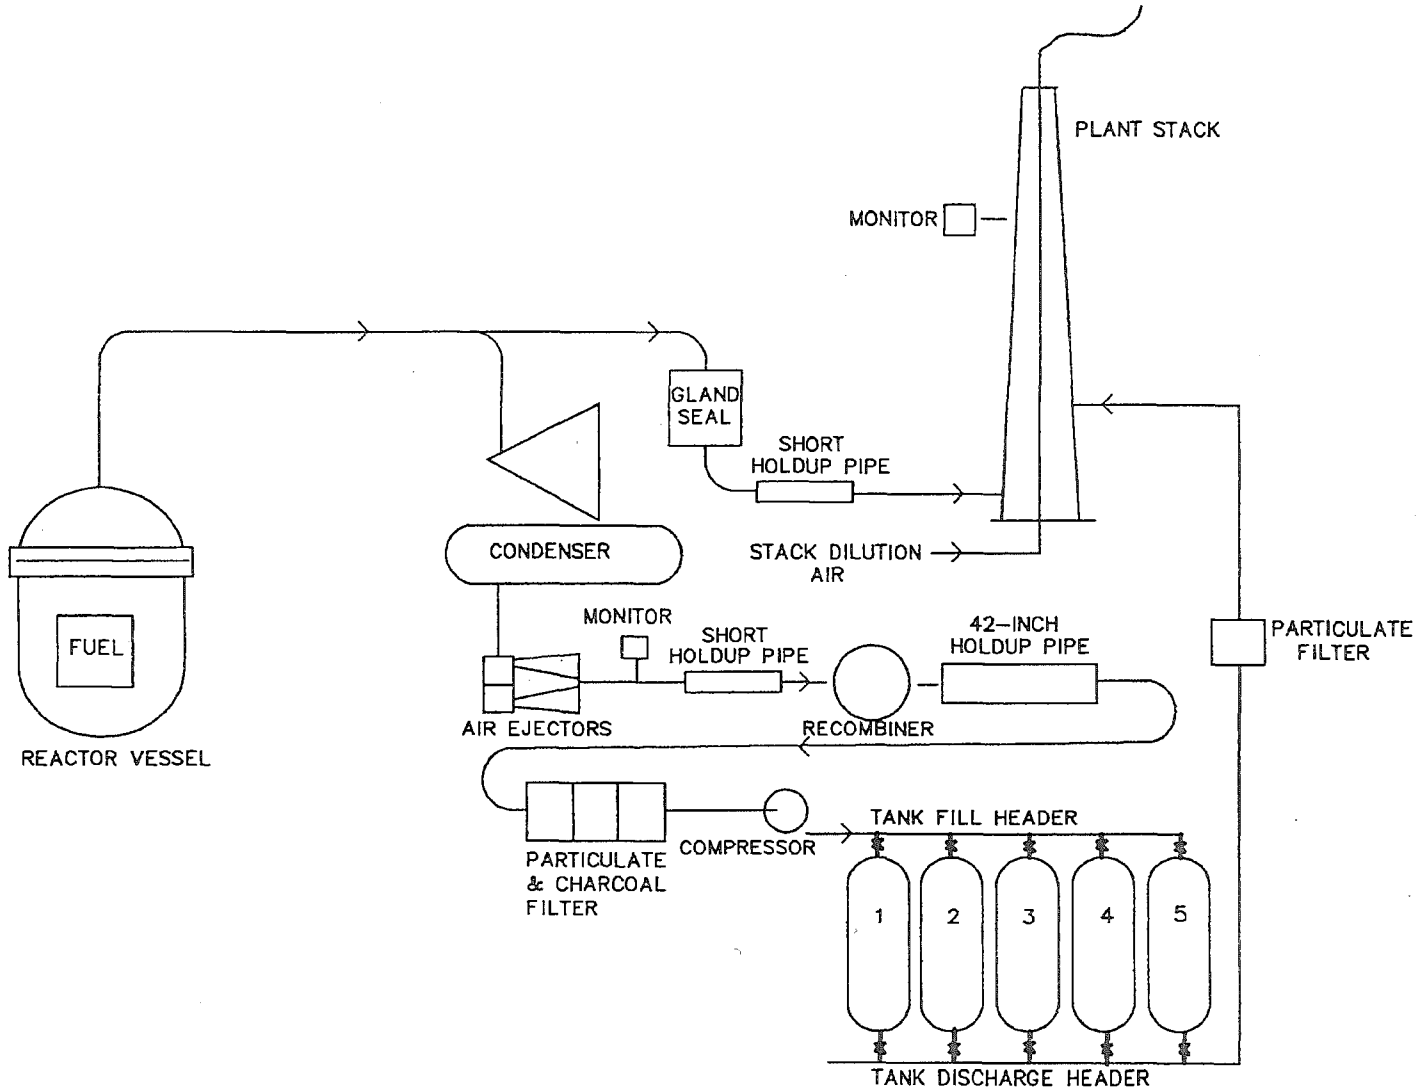 PLANT STACK
MONITOR
GLAND
SEAL
SHORT
HOLDUP PIPE
CONDENSER
STACK DILUTION
AIR
FUEL
REACTOR VESSEL
MONITOR
SHORT
HOLDUP PIPE
42-INCH
HOLDUP PIPE
PARTICULATE
FILTER
AIR EJECTORS
RECOMBINER
TANK FILL HEADER
COMPRESSOR
PARTICULATE
& CHARCOAL
FILTER
1 2 3 4 5
TANK DISCHARGE HEADER